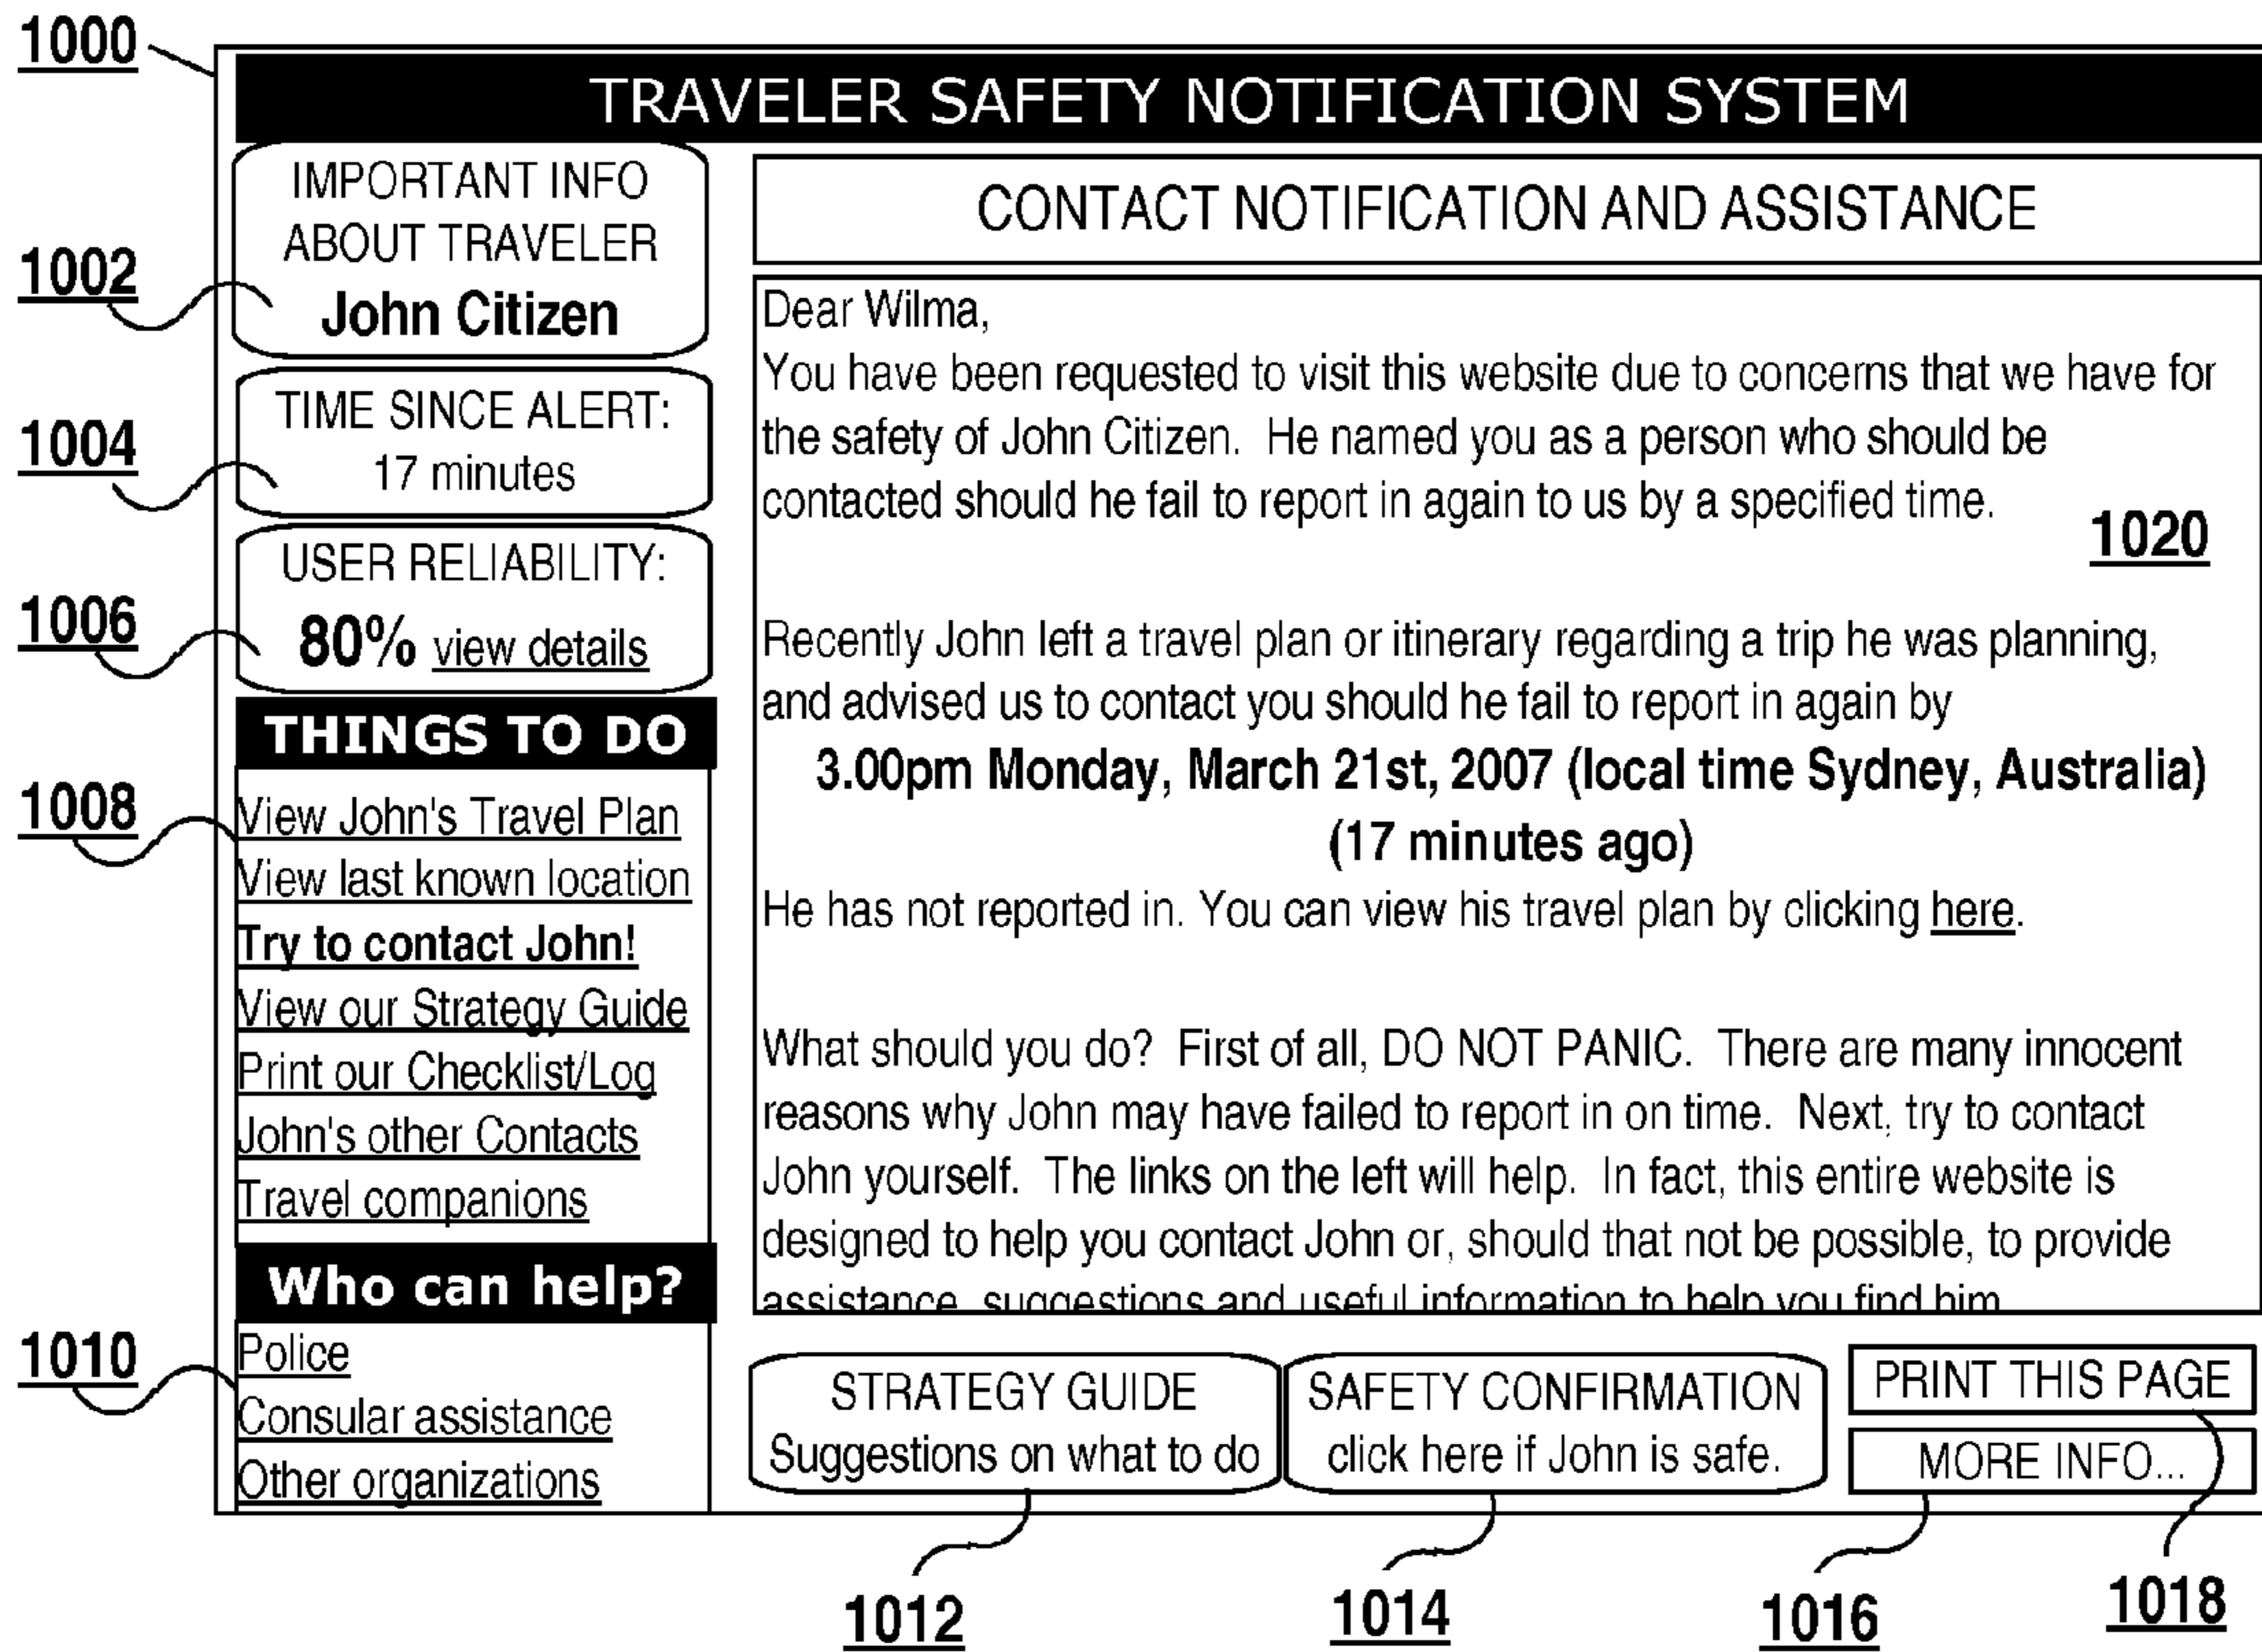 1000
TRAVELER SAFETY NOTIFICATION SYSTEM
IMPORTANT INFO
ABOUT TRAVELER
John Citizen
1002
TIME SINCE ALERT:
17 minutes
1004
USER RELIABILITY:
80% view details
1006
THINGS TO DO
1008
View John's Travel Plan
View last known location
Try to contact John!
View our Strategy Guide
Print our Checklist/Log
John's other Contacts
Travel companions
Who can help?
1010
Police
Consular assistance
Other organizations
CONTACT NOTIFICATION AND ASSISTANCE
Dear Wilma,
You have been requested to visit this website due to concerns that we have for
the safety of John Citizen. He named you as a person who should be
contacted should he fail to report in again to us by a specified time.
1020
Recently John left a travel plan or itinerary regarding a trip he was planning,
and advised us to contact you should he fail to report in again by
3.00pm Monday, March 21st, 2007 (local time Sydney, Australia)
(17 minutes ago)
He has not reported in. You can view his travel plan by clicking here.
What should you do? First of all, DO NOT PANIC. There are many innocent
reasons why John may have failed to report in on time. Next, try to contact
John yourself. The links on the left will help. In fact, this entire website is
designed to help you contact John or, should that not be possible, to provide
assistance, suggestions and useful information to help you find him
STRATEGY GUIDE
Suggestions on what to do
SAFETY CONFIRMATION
click here if John is safe.
PRINT THIS PAGE
MORE INFO...
1012
1014
1016
1018